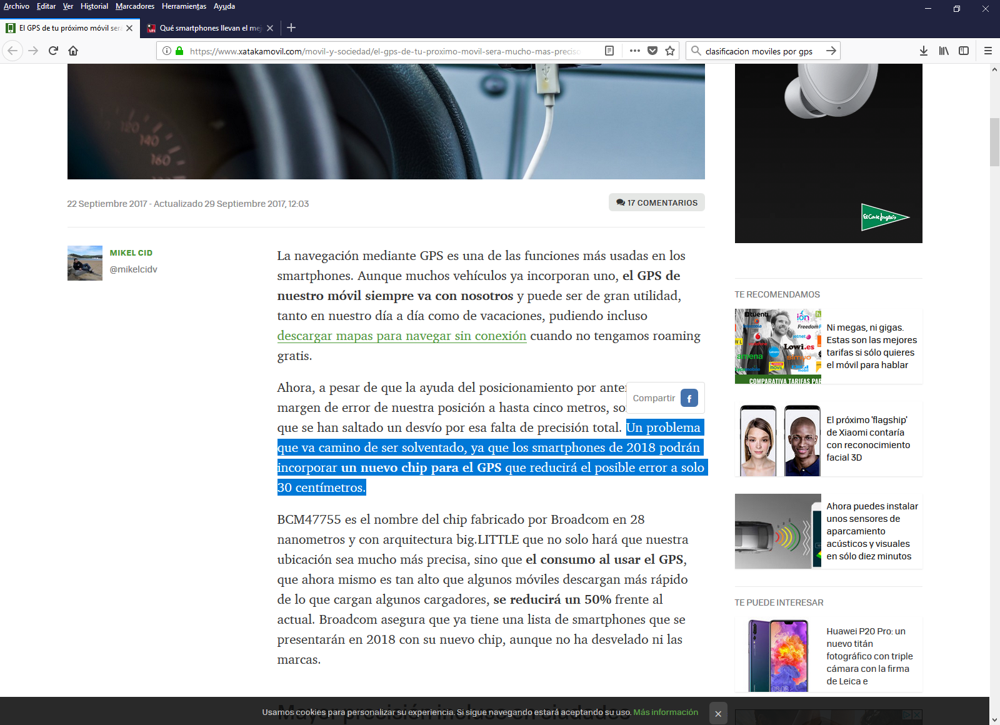 Archivo Editar Ver Historial Marcadores Herramientas Ayuda
El GPS de tu próximo móvil será
Qué smartphones llevan el mej
https://www.xatakamovil.com/movil-y-sociedad/el-gps-de-tu-proximo-movil-sera-mucho-mas-preciso
clasificacion moviles por gps
120
140
160
El Corte Inglés
22 Septiembre 2017 - Actualizado 29 Septiembre 2017, 12:03
17 COMENTARIOS
MIKEL CID
@mikelcidv
La navegación mediante GPS es una de las funciones más usadas en los
smartphones. Aunque muchos vehículos ya incorporan uno, el GPS de
nuestro móvil siempre va con nosotros y puede ser de gran utilidad,
tanto en nuestro día a día como de vacaciones, pudiendo incluso
descargar mapas para navegar sin conexión cuando no tengamos roaming
gratis.
Ahora, a pesar de que la ayuda del posicionamiento por ante
margen de error de nuestra posición a hasta cinco metros, so
que se han saltado un desvío por esa falta de precisión total. Un problema
que va camino de ser solventado, ya que los smartphones de 2018 podrán
incorporar un nuevo chip para el GPS que reducirá el posible error a solo
30 centímetros.
Compartir
BCM47755 es el nombre del chip fabricado por Broadcom en 28
nanometros y con arquitectura big.LITTLE que no solo hará que nuestra
ubicación sea mucho más precisa, sino que el consumo al usar el GPS,
que ahora mismo es tan alto que algunos móviles descargan más rápido
de lo que cargan algunos cargadores, se reducirá un 50% frente al
actual. Broadcom asegura que ya tiene una lista de smartphones que se
presentarán en 2018 con su nuevo chip, aunque no ha desvelado ni las
marcas.
Mayor precisión incluso en ciudades
TE RECOMENDAMOS
tuenti
ion
Freedom
jetnet
Lowi.es
Lebara
simyo
amena
COMPARATIVA TARIFAS PAR
Ni megas, ni gigas.
Estas son las mejores
tarifas si sólo quieres
el móvil para hablar
El próximo 'flagship'
de Xiaomi contaría
con reconocimiento
facial 3D
Ahora puedes instalar
unos sensores de
aparcamiento
acústicos y visuales
en sólo diez minutos
TE PUEDE INTERESAR
08:08
Huawei P20 Pro: un
nuevo titán
fotográfico con triple
cámara con la firma
de Leica e
Usamos cookies para personalizar su experiencia. Si sigue navegando estará aceptando su uso. Más información